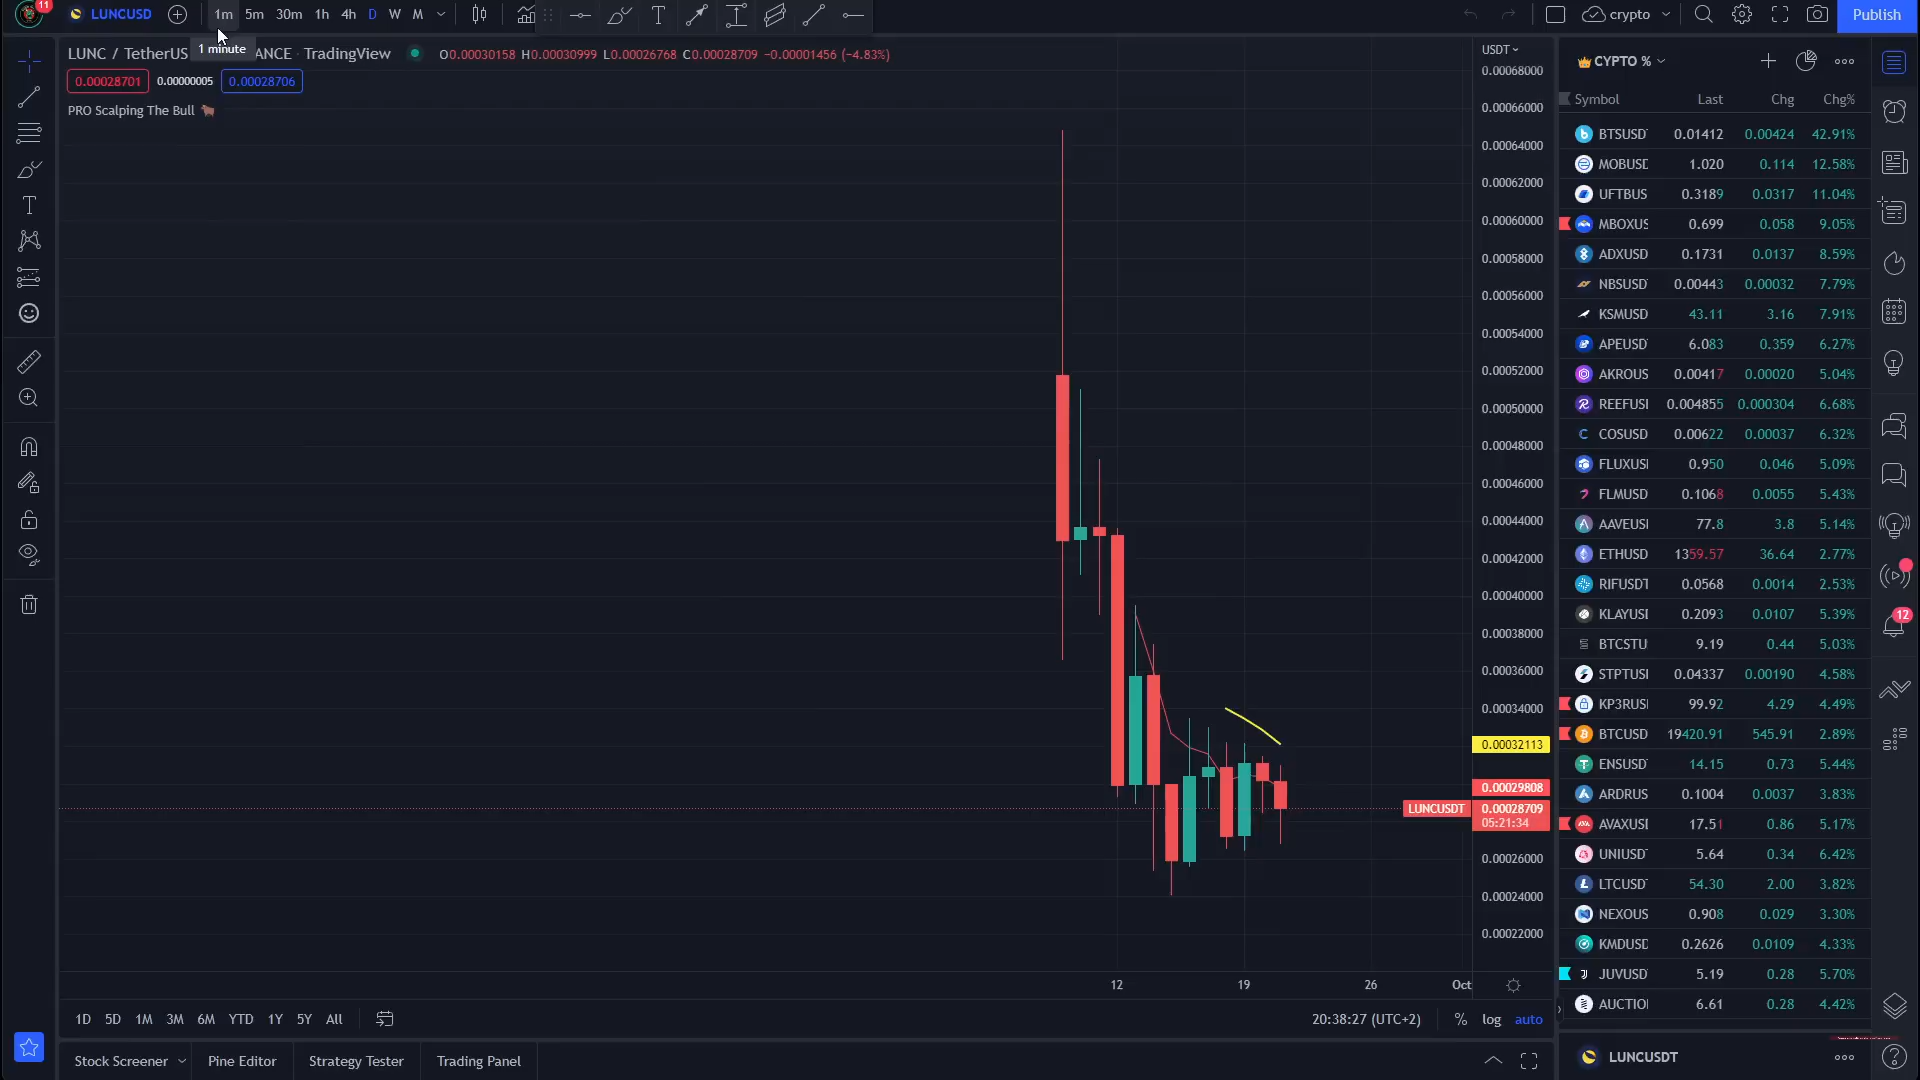 11 LUNCUSD 1m 5m 30m 1h 4h D W M crypto Publish
1 minute
LUNC / TetherUS ANCE · TradingView O0.00030158 H0.00030999 L0.00026768 C0.00028709 −0.00001456 (−4.83%)
0.00028701 0.00000005 0.00028706
PRO Scalping The Bull
USDT
0.00068000
0.00066000
0.00064000
0.00062000
0.00060000
0.00058000
0.00056000
0.00054000
0.00052000
0.00050000
0.00048000
0.00046000
0.00044000
0.00042000
0.00040000
0.00038000
0.00036000
0.00034000
0.00032113
0.00029808
LUNCUSDT 0.00028709
05:21:34
0.00026000
0.00024000
0.00022000
12 19 26 Oct
1D 5D 1M 3M 6M YTD 1Y 5Y All 20:38:27 (UTC+2) % log auto
Stock Screener Pine Editor Strategy Tester Trading Panel
CYPTO %
Symbol Last Chg Chg%
BTSUSD 0.01412 0.00424 42.91%
MOBUSD 1.020 0.114 12.58%
UFTBUS 0.3189 0.0317 11.04%
MBOXUS 0.699 0.058 9.05%
ADXUSD 0.1731 0.0137 8.59%
NBSUSD 0.00443 0.00032 7.79%
KSMUSD 43.11 3.16 7.91%
APEUSD 6.083 0.359 6.27%
AKROUS 0.00417 0.00020 5.04%
REEFUSI 0.004855 0.000304 6.68%
COSUSD 0.00622 0.00037 6.32%
FLUXUSI 0.950 0.046 5.09%
FLMUSD 0.1068 0.0055 5.43%
AAVEUSI 77.8 3.8 5.14%
ETHUSD 1359.57 36.64 2.77%
RIFUSDT 0.0568 0.0014 2.53%
KLAYUSI 0.2093 0.0107 5.39%
BTCSTU 9.19 0.44 5.03%
STPTUSI 0.04337 0.00190 4.58%
KP3RUSI 99.92 4.29 4.49%
BTCUSD 19420.91 545.91 2.89%
ENSUSD 14.15 0.73 5.44%
ARDRUS 0.1004 0.0037 3.83%
AVAXUSI 17.51 0.86 5.17%
UNIUSD 5.64 0.34 6.42%
LTCUSD 54.30 2.00 3.82%
NEXOUS 0.908 0.029 3.30%
KMDUSD 0.2626 0.0109 4.33%
JUVUSD 5.19 0.28 5.70%
AUCTIO 6.61 0.28 4.42%
LUNCUSDT
12